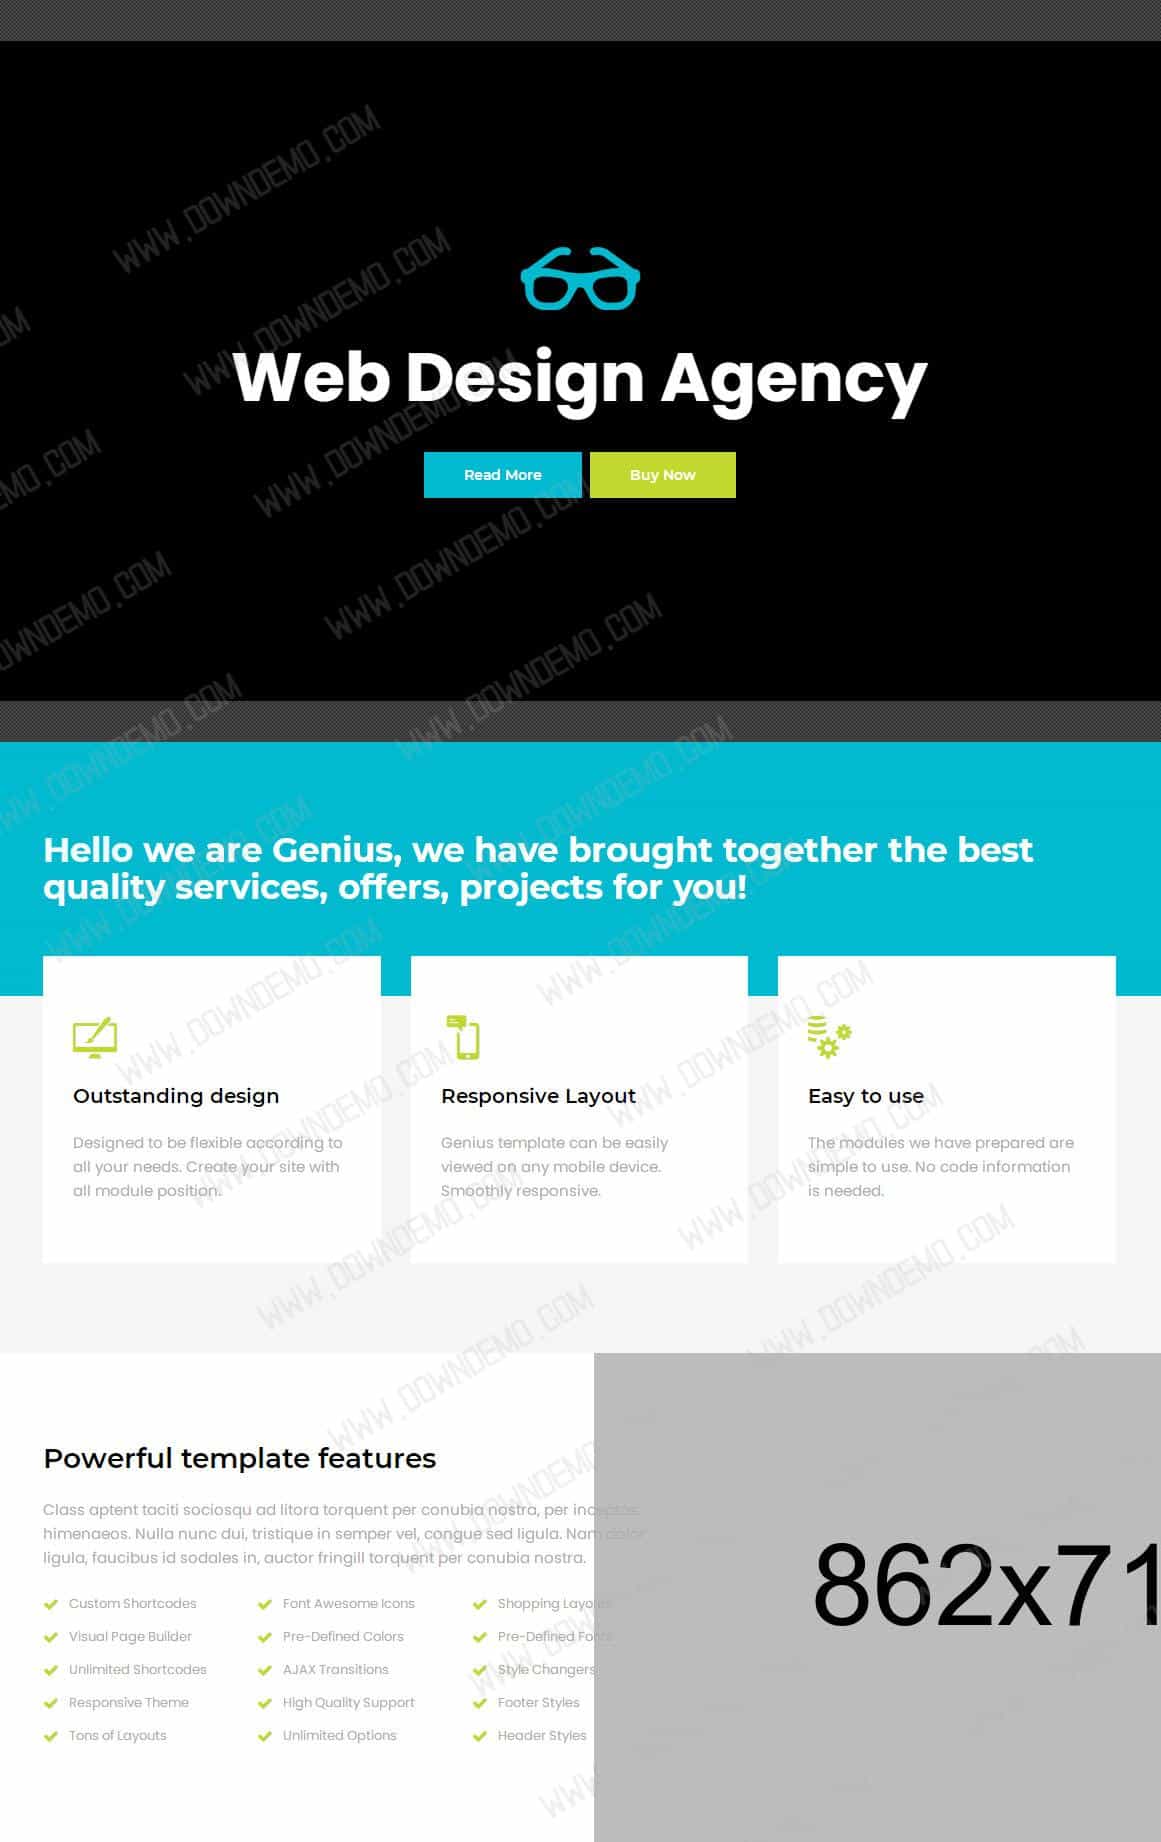 Web Design Agency
Read More
Buy Now
Hello we are Genius, we have brought together the best
quality services, offers, projects for you!
Outstanding design
Designed to be flexible according to
all your needs. Create your site with
all module position.
Responsive Layout
Genius template can be easily
viewed on any mobile device.
Smoothly responsive.
Easy to use
The modules we have prepared are
simple to use. No code information
is needed.
Powerful template features
Class aptent taciti sociosqu ad litora torquent per conubia nostra, per inceptos
himenaeos. Nulla nunc dui, tristique in semper vel, congue sed ligula. Nam dolor
ligula, faucibus id sodales in, auctor fringill torquent per conubia nostra.
Custom Shortcodes
Visual Page Builder
Unlimited Shortcodes
Responsive Theme
Tons of Layouts
Font Awesome Icons
Pre-Defined Colors
AJAX Transitions
High Quality Support
Unlimited Options
Shopping Layouts
Pre-Defined Fonts
Style Changers
Footer Styles
Header Styles
862x71
WWW.DOWNDEMO.COM